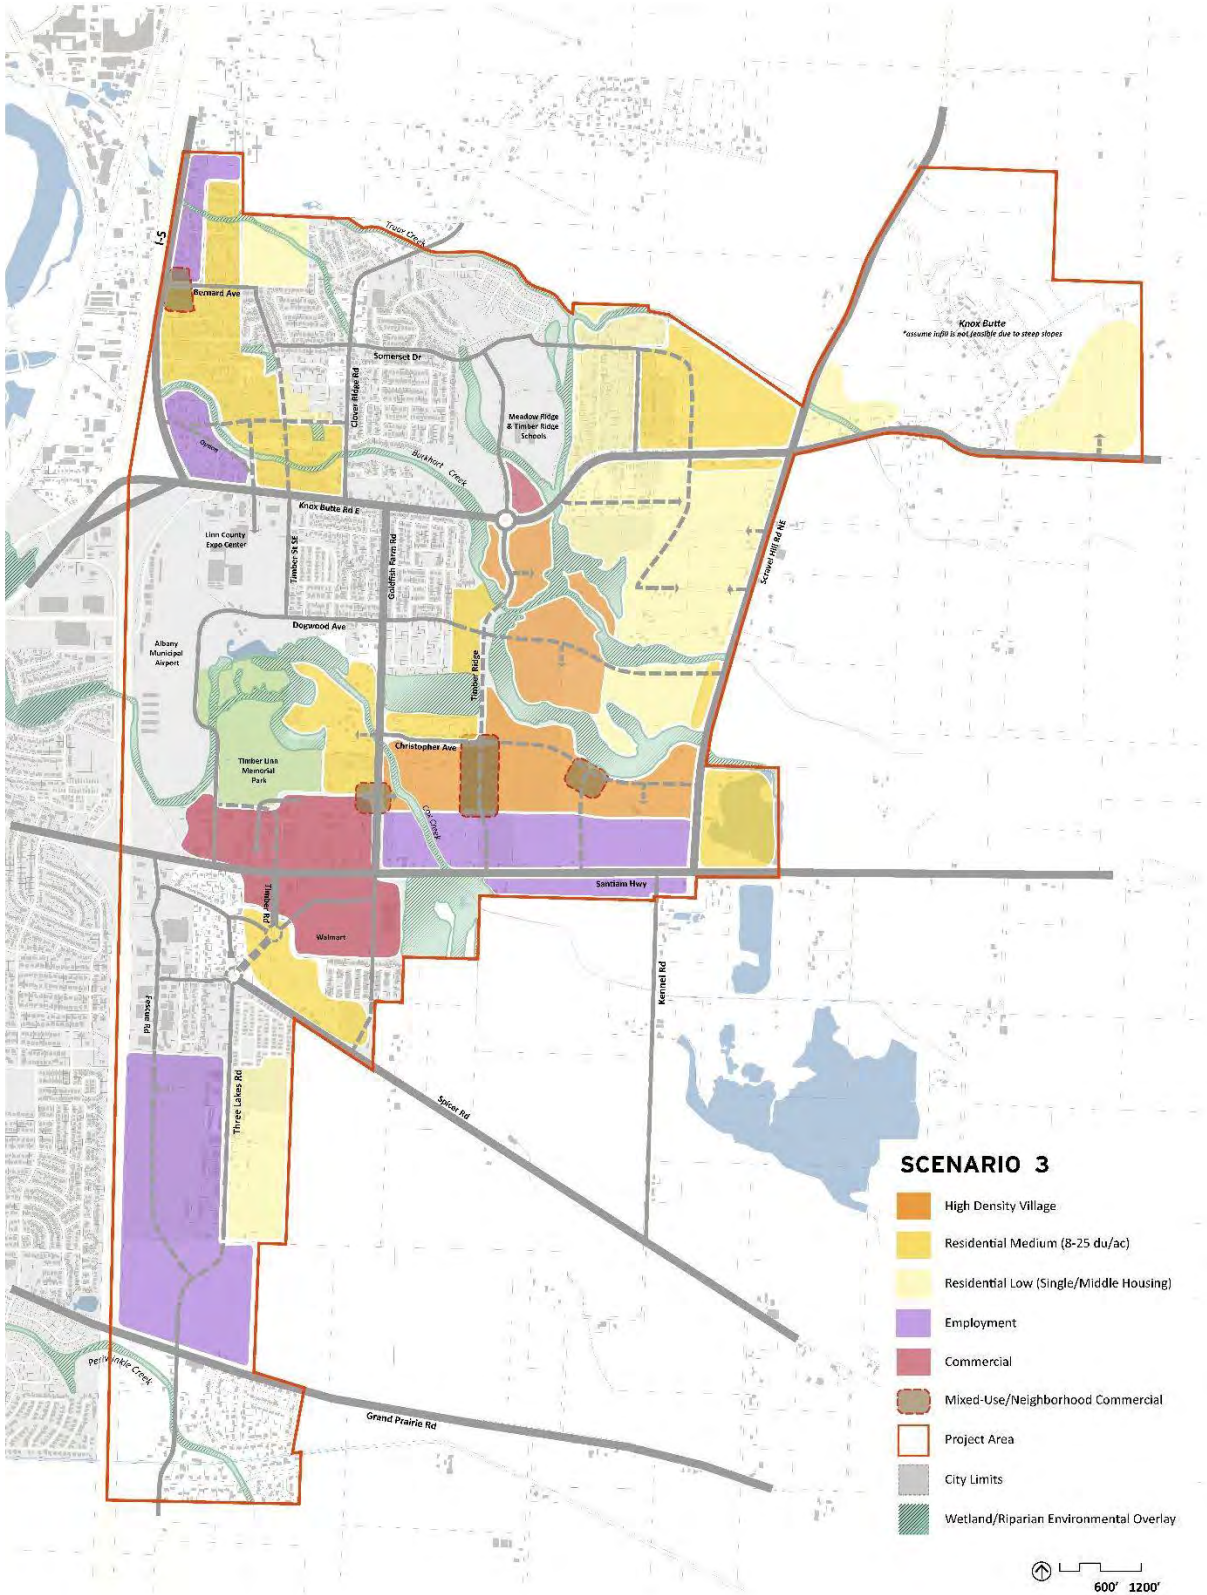 Truax Creek
I-5
Bernard Ave
Knox Butte
*assume infill is not feasible due to steep slopes
Somerset Dr
Clover Ridge Rd
Meadow Ridge
& Timber Ridge
Schools
Burkhart Creek
Knox Butte Rd E
Linn County
Expo Center
Timber St SE
Goldfish Farm Rd
Scravel Hill Rd NE
Dogwood Ave
Albany
Municipal
Airport
Timber Ridge
Christopher Ave
Timber Linn
Memorial
Park
Cox Creek
Santiam Hwy
Timber Rd
Walmart
Fescue Rd
Kennel Rd
Three Lakes Rd
Spicer Rd
Periwinkle Creek
Grand Prairie Rd
SCENARIO 3
High Density Village
Residential Medium (8-25 du/ac)
Residential Low (Single/Middle Housing)
Employment
Commercial
Mixed-Use/Neighborhood Commercial
Project Area
City Limits
Wetland/Riparian Environmental Overlay
600' 1200'